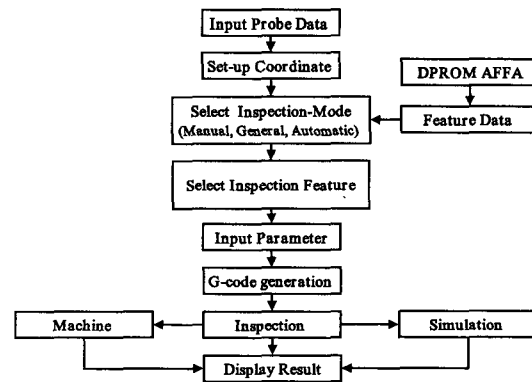 Input Probe Data
Set-up Coordinate
DPROM AFFA
Select Inspection-Mode
(Manual, General, Automatic)
Feature Data
Select Inspection Feature
Input Parameter
G-code generation
Machine
Inspection
Simulation
Display Result